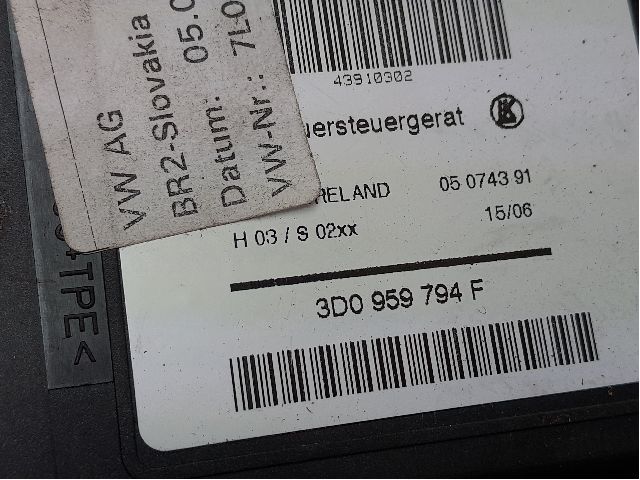 VW AG
BR2-Slovakia
Datum: 05.0
VW-Nr.: 7L0
43910302
uersteuergerat
RELAND 05 0743 91
H 03 / S 02xx 15/06
3D0 959 794 F
TPE<